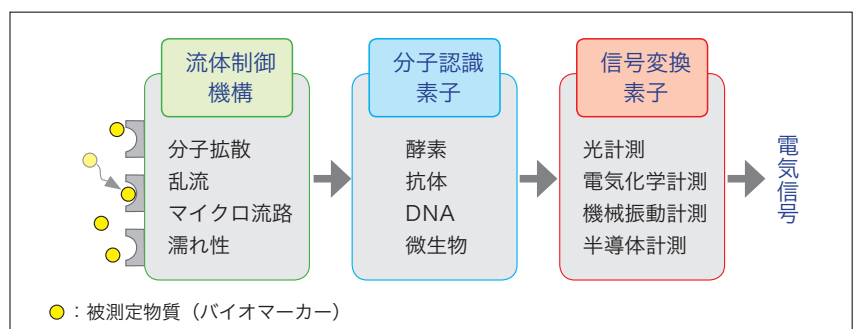 流体制御
機構
分子拡散
乱流
マイクロ流路
濡れ性
分子認識
素子
酵素
抗体
DNA
微生物
信号変換
素子
光計測
電気化学計測
機械振動計測
半導体計測
電気信号
：被測定物質（バイオマーカー）